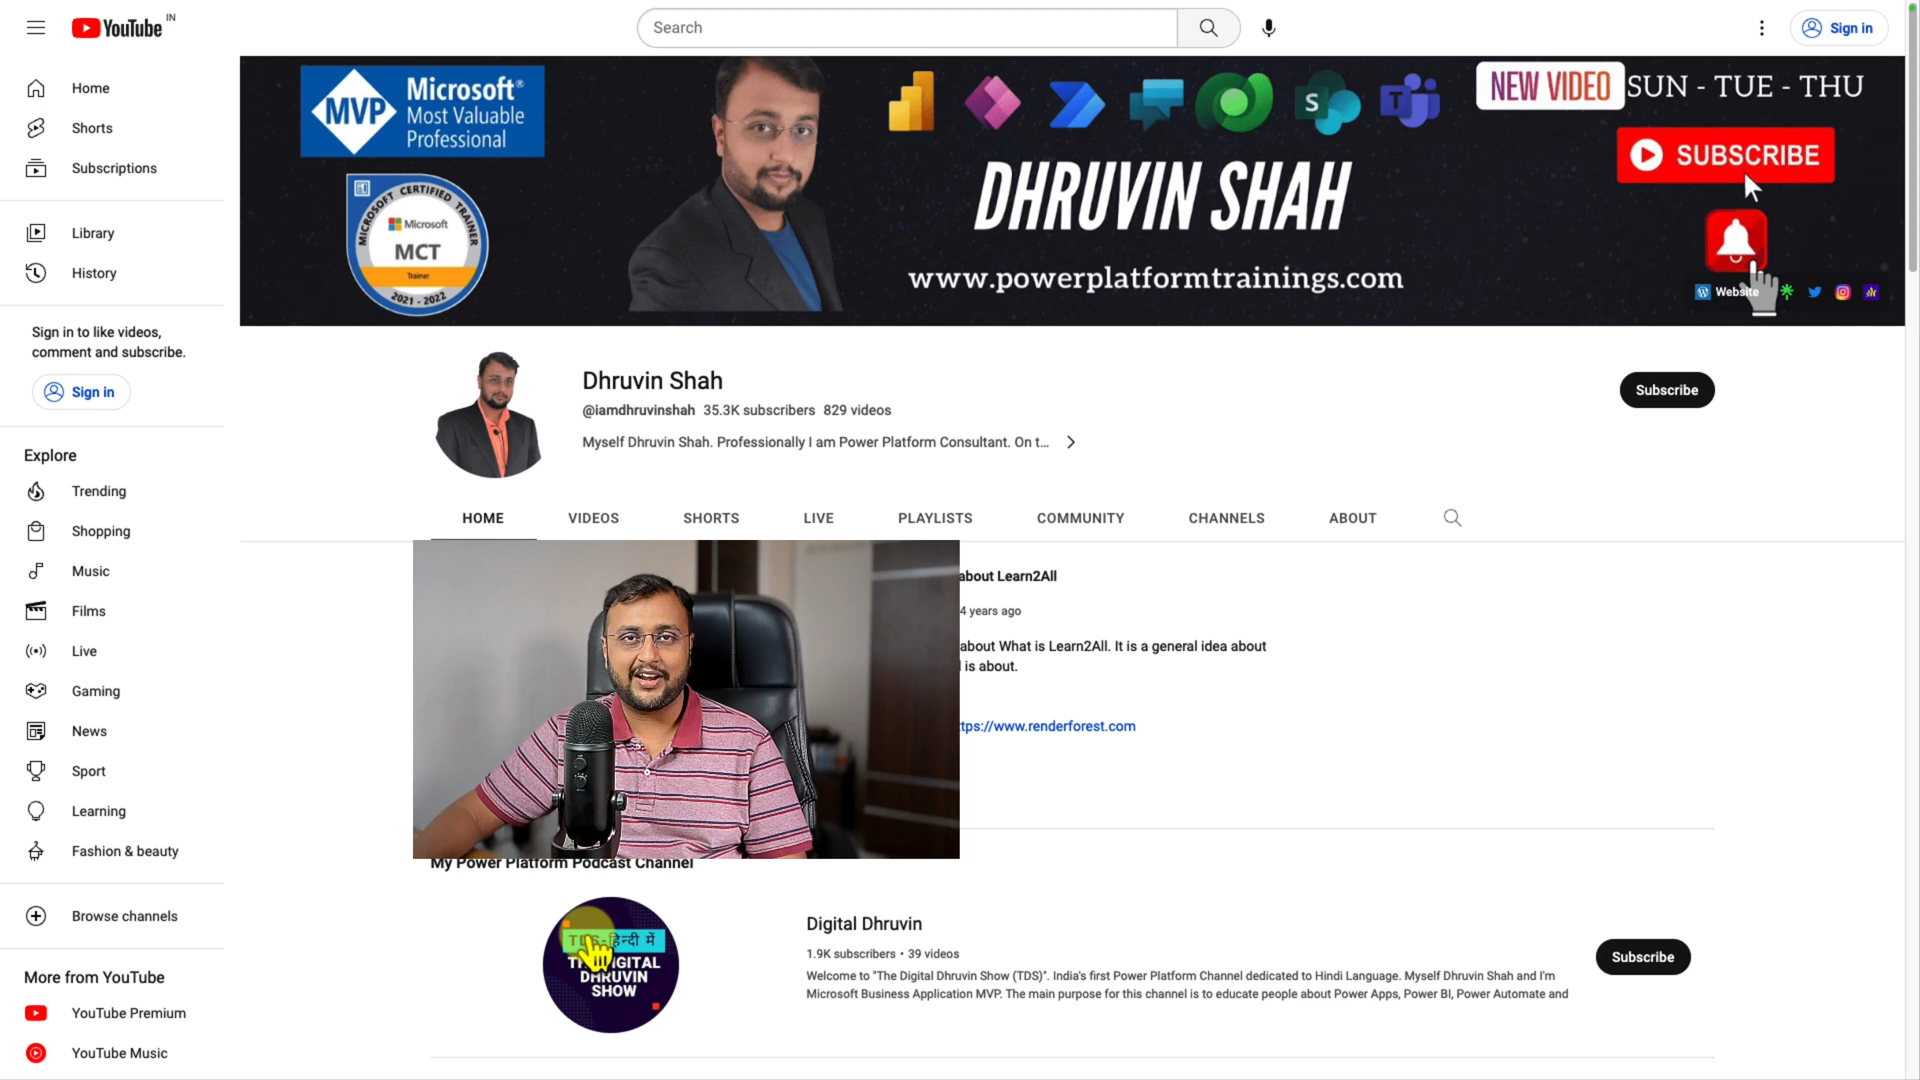 YouTube IN
Search
Sign in
Home
Shorts
Subscriptions
Library
History
Sign in to like videos,
comment and subscribe.
Sign in
Explore
Trending
Shopping
Music
Films
Live
Gaming
News
Sport
Learning
Fashion & beauty
Browse channels
More from YouTube
YouTube Premium
YouTube Music
MVP
Microsoft®
Most Valuable
Professional
MICROSOFT CERTIFIED TRAINER
Microsoft
MCT
Trainer
2021 - 2022
S
T
DHRUVIN SHAH
www.powerplatformtrainings.com
NEW VIDEO SUN - TUE - THU
SUBSCRIBE
Website
Dhruvin Shah
@iamdhruvinshah 35.3K subscribers 829 videos
Myself Dhruvin Shah. Professionally I am Power Platform Consultant. On t...
Subscribe
HOME VIDEOS SHORTS LIVE PLAYLISTS COMMUNITY CHANNELS ABOUT
about Learn2All
4 years ago
about What is Learn2All. It is a general idea about
is about.
tps://www.renderforest.com
My Power Platform Podcast Channel
हिन्दी में
DHRUVIN
SHOW
Digital Dhruvin
1.9K subscribers • 39 videos
Welcome to "The Digital Dhruvin Show (TDS)". India's first Power Platform Channel dedicated to Hindi Language. Myself Dhruvin Shah and I'm
Microsoft Business Application MVP. The main purpose for this channel is to educate people about Power Apps, Power BI, Power Automate and
Subscribe